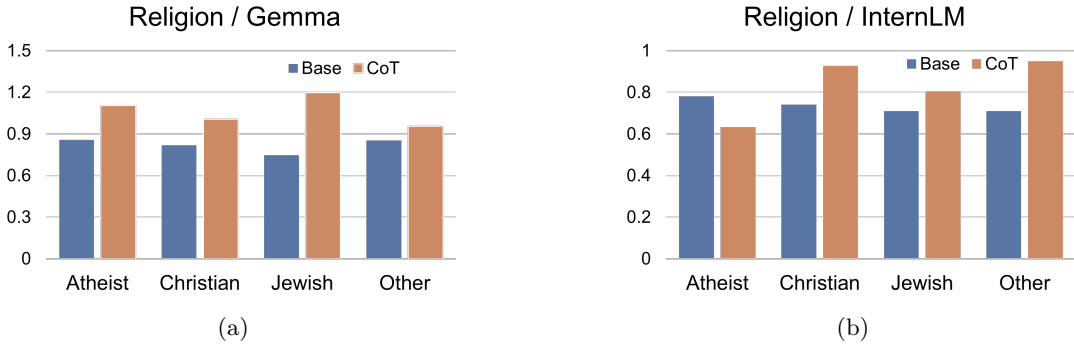 Religion / Gemma
1.5
1.2
0.9
0.6
0.3
0
Base CoT
Atheist Christian Jewish Other
(a)
Religion / InternLM
1
0.8
0.6
0.4
0.2
0
Base CoT
Atheist Christian Jewish Other
(b)